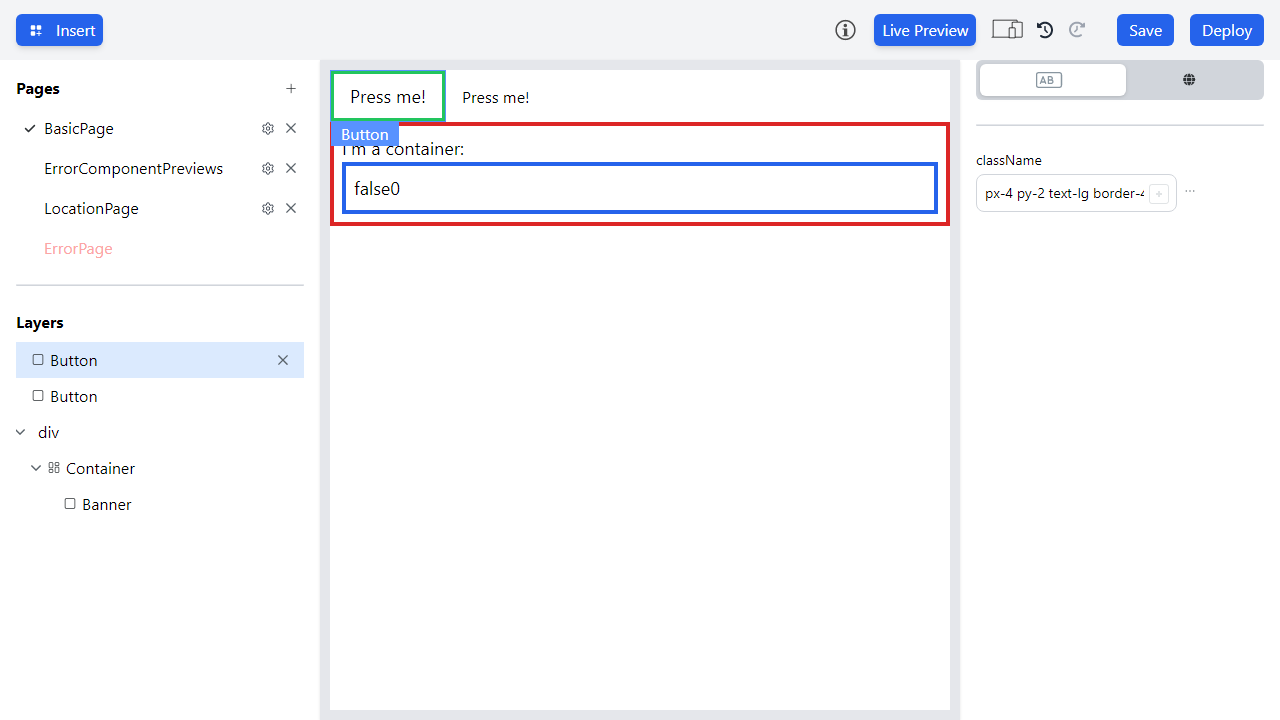 Insert
Live Preview
Save
Deploy
Pages
BasicPage
ErrorComponentPreviews
LocationPage
ErrorPage
Layers
Button
Button
div
Container
Banner
Press me!
Press me!
Button
I'm a container:
false0
AB
className
px-4 py-2 text-lg border-4